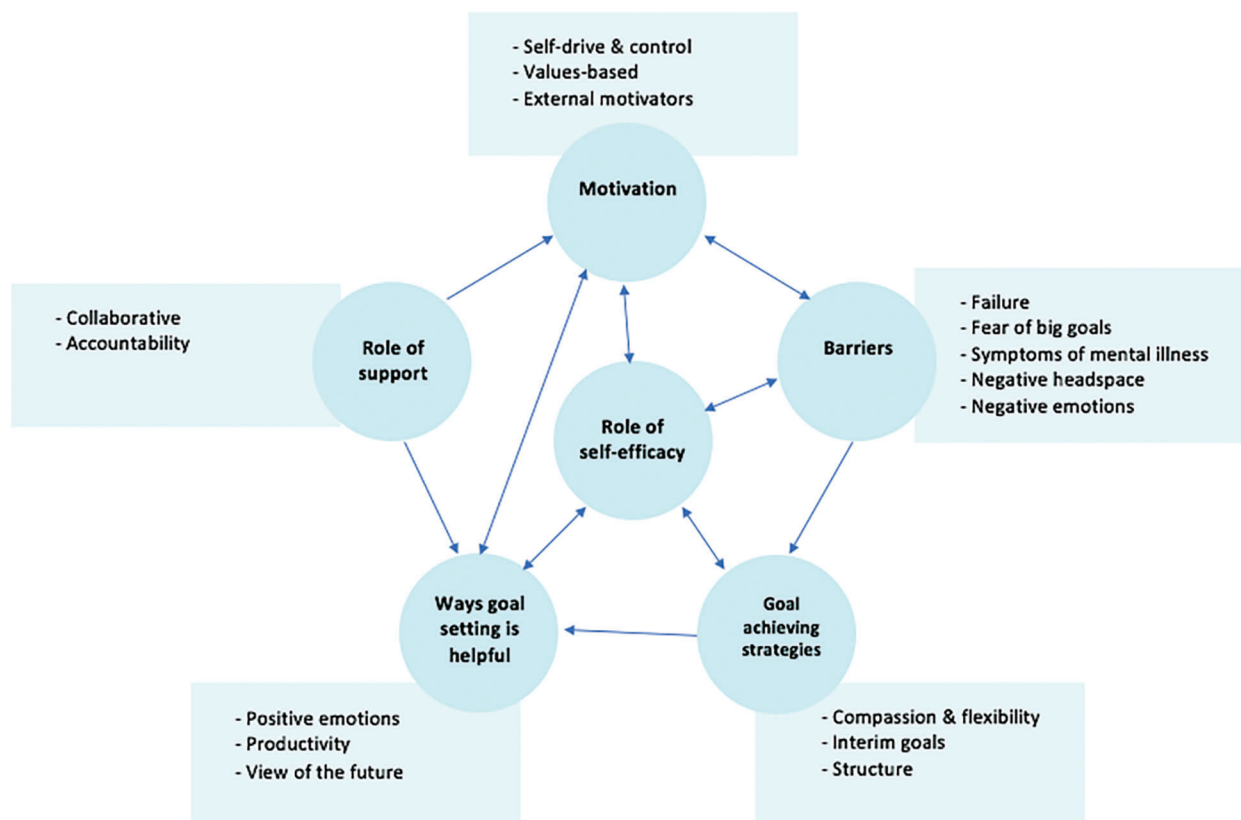 - Self-drive & control
- Values-based
- External motivators
Motivation
- Collaborative
- Accountability
Role of
support
Barriers
- Failure
- Fear of big goals
- Symptoms of mental illness
- Negative headspace
- Negative emotions
Role of
self-efficacy
Ways goal
setting is
helpful
Goal
achieving
strategies
- Positive emotions
- Productivity
- View of the future
- Compassion & flexibility
- Interim goals
- Structure